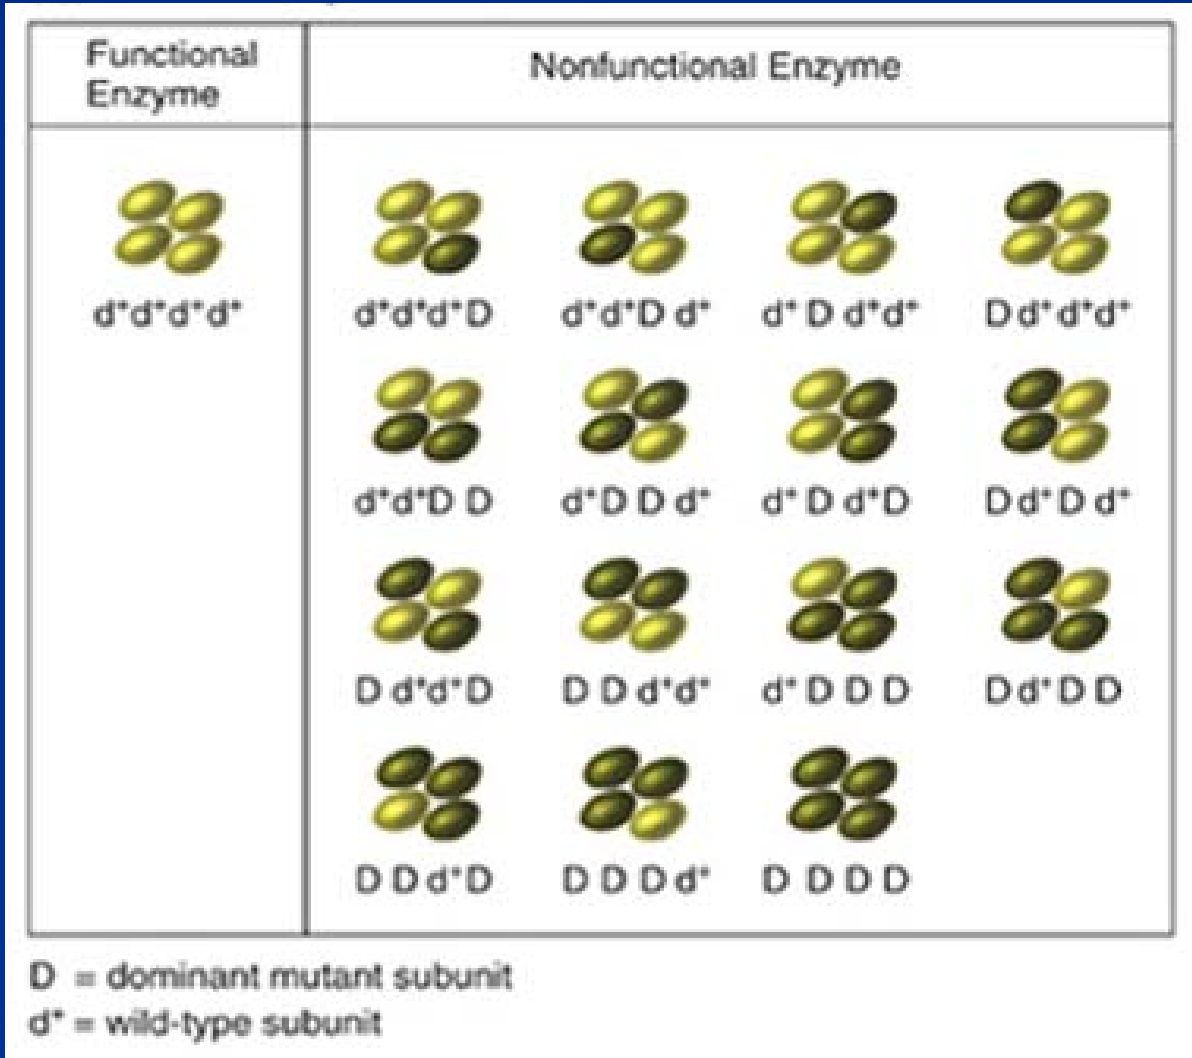 Functional
Enzyme
Nonfunctional Enzyme
d⁺d⁺d⁺d⁺
d⁺d⁺d⁺D
d⁺d⁺D d⁺
d⁺ D d⁺d⁺
D d⁺d⁺d⁺
d⁺d⁺D D
d⁺D D d⁺
d⁺ D d⁺D
D d⁺D d⁺
D d⁺d⁺D
D D d⁺d⁺
d⁺ D D D
D d⁺D D
D D d⁺D
D D D d⁺
D D D D
D = dominant mutant subunit
d⁺ = wild-type subunit